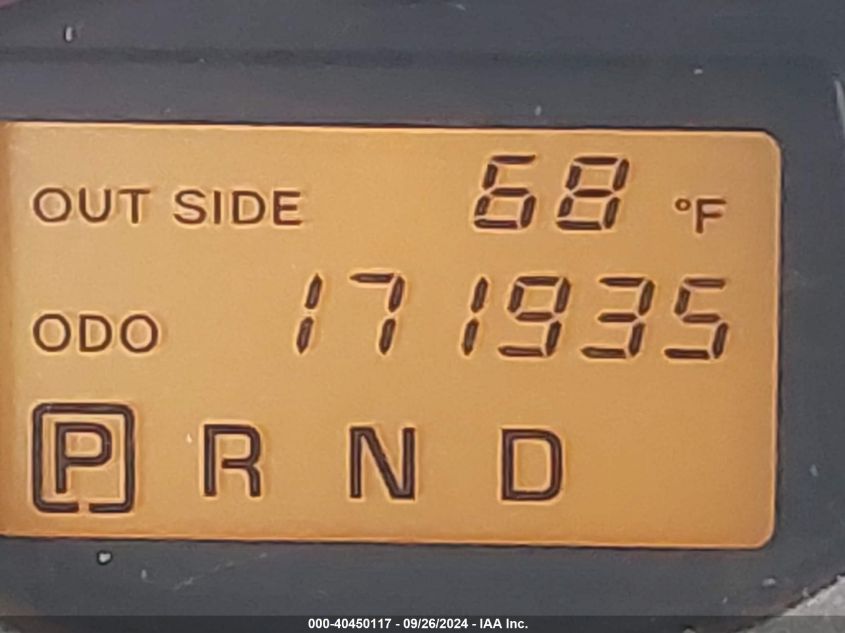 OUT SIDE 68 °F
ODO 171935
P R N D
000-40450117 - 09/26/2024 - IAA Inc.